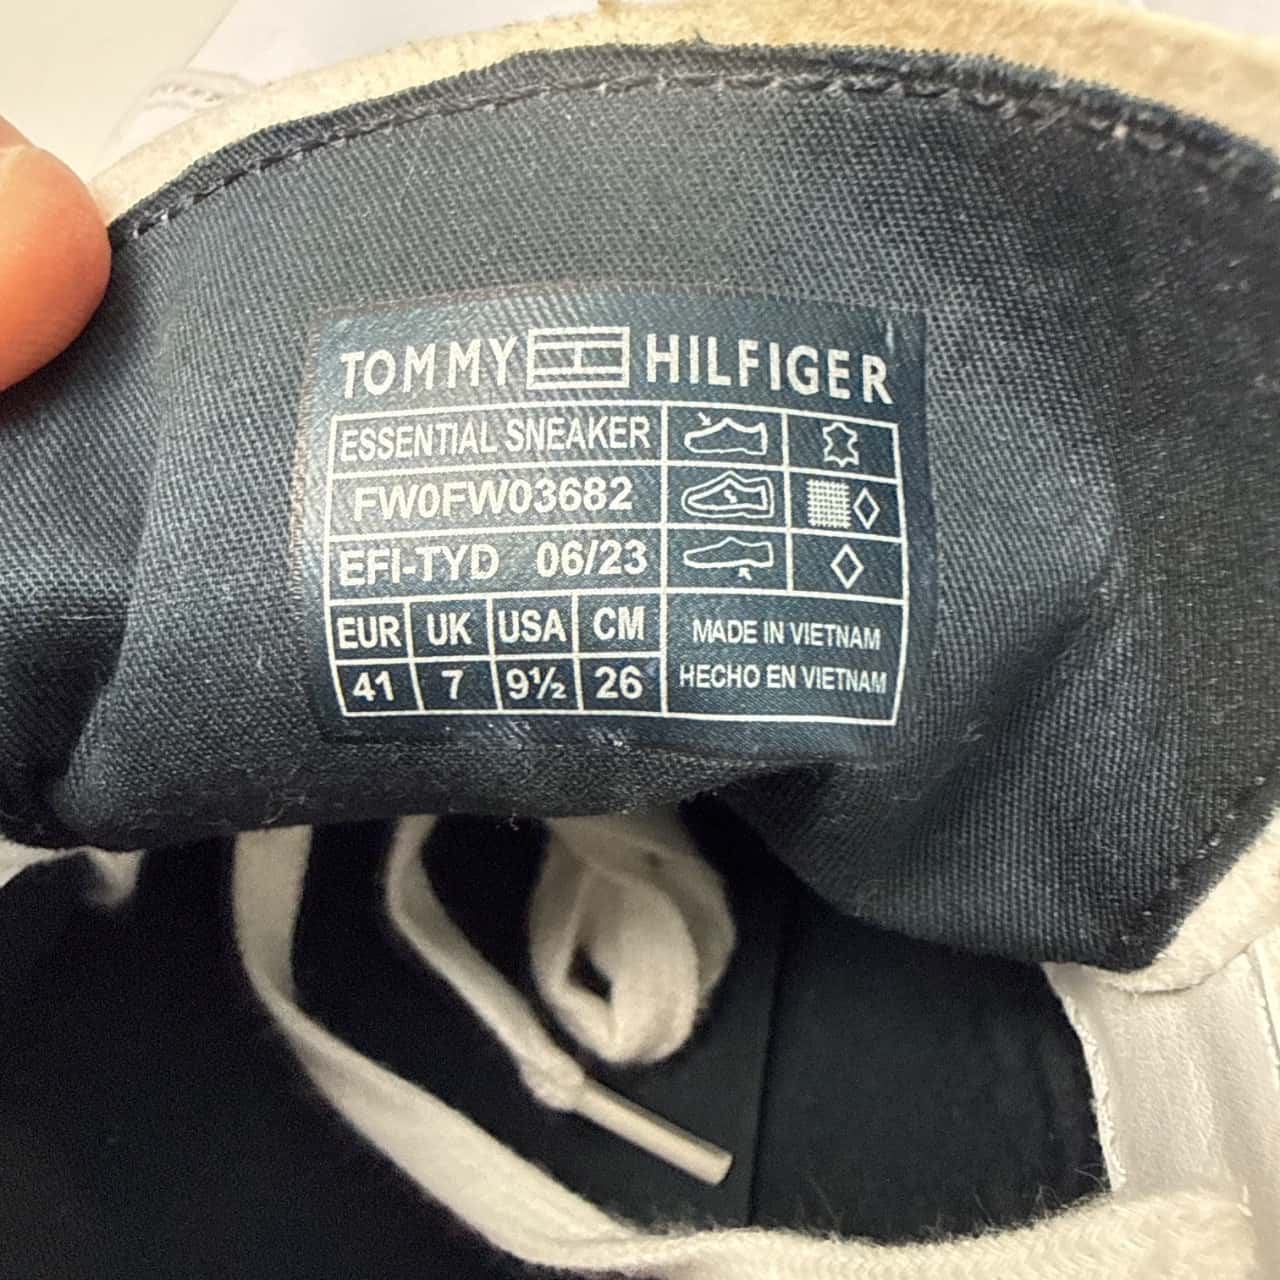 TOMMY HILFIGER
ESSENTIAL SNEAKER
FW0FW03682
EFI-TYD 06/23
EUR UK USA CM
41 7 9½ 26
MADE IN VIETNAM
HECHO EN VIETNAM